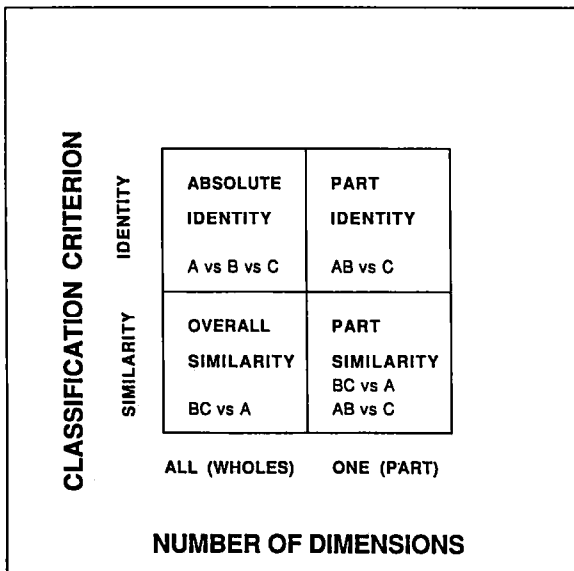 CLASSIFICATION CRITERION
IDENTITY
SIMILARITY
ABSOLUTE
IDENTITY
A vs B vs C
PART
IDENTITY
AB vs C
OVERALL
SIMILARITY
BC vs A
PART
SIMILARITY
BC vs A
AB vs C
ALL (WHOLES)
ONE (PART)
NUMBER OF DIMENSIONS